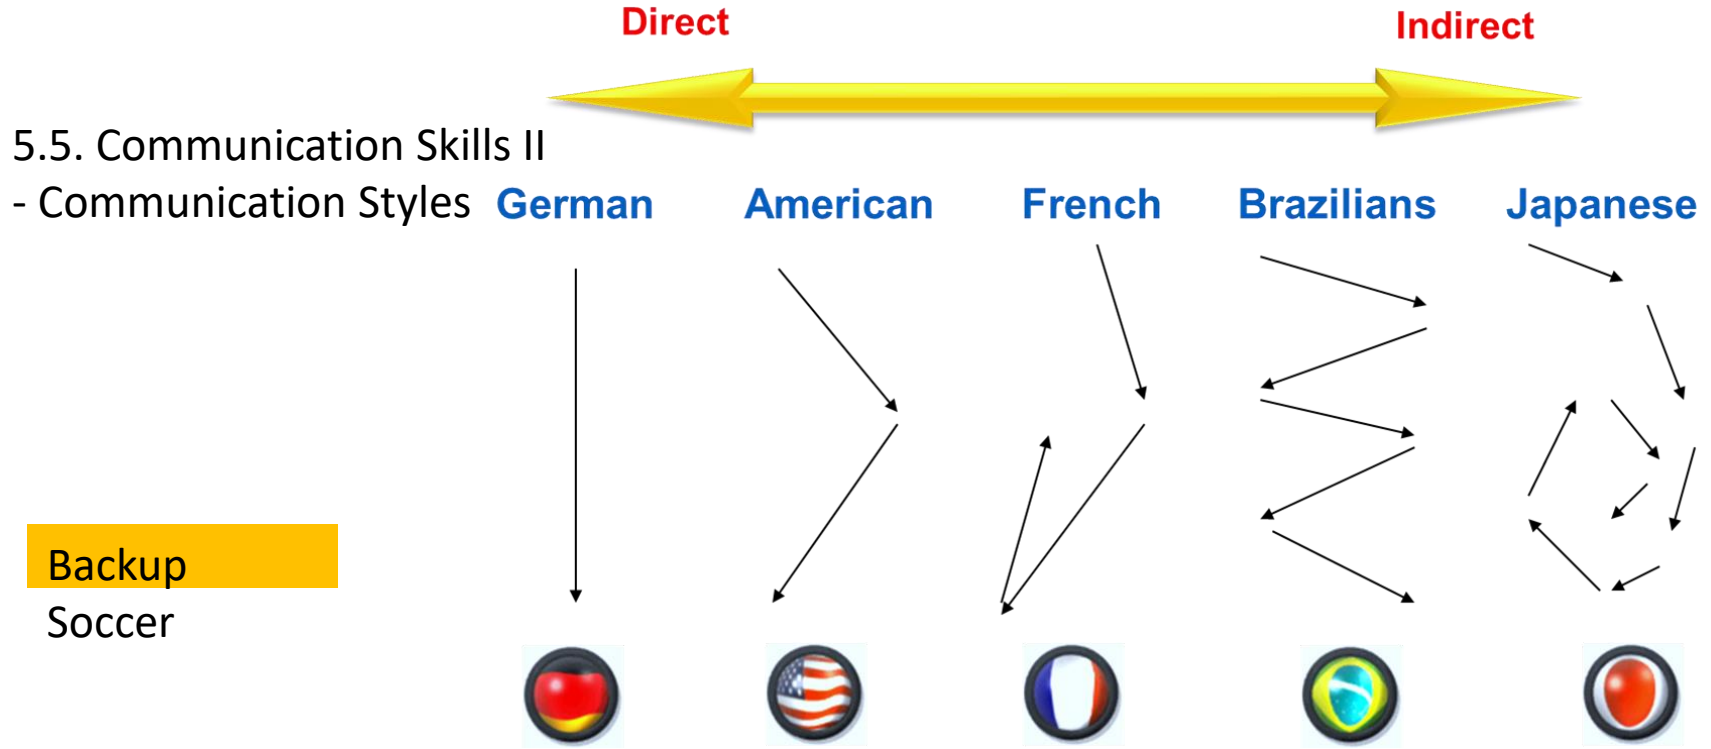 Direct Indirect
5.5. Communication Skills II
- Communication Styles
German American French Brazilians Japanese
Backup
Soccer